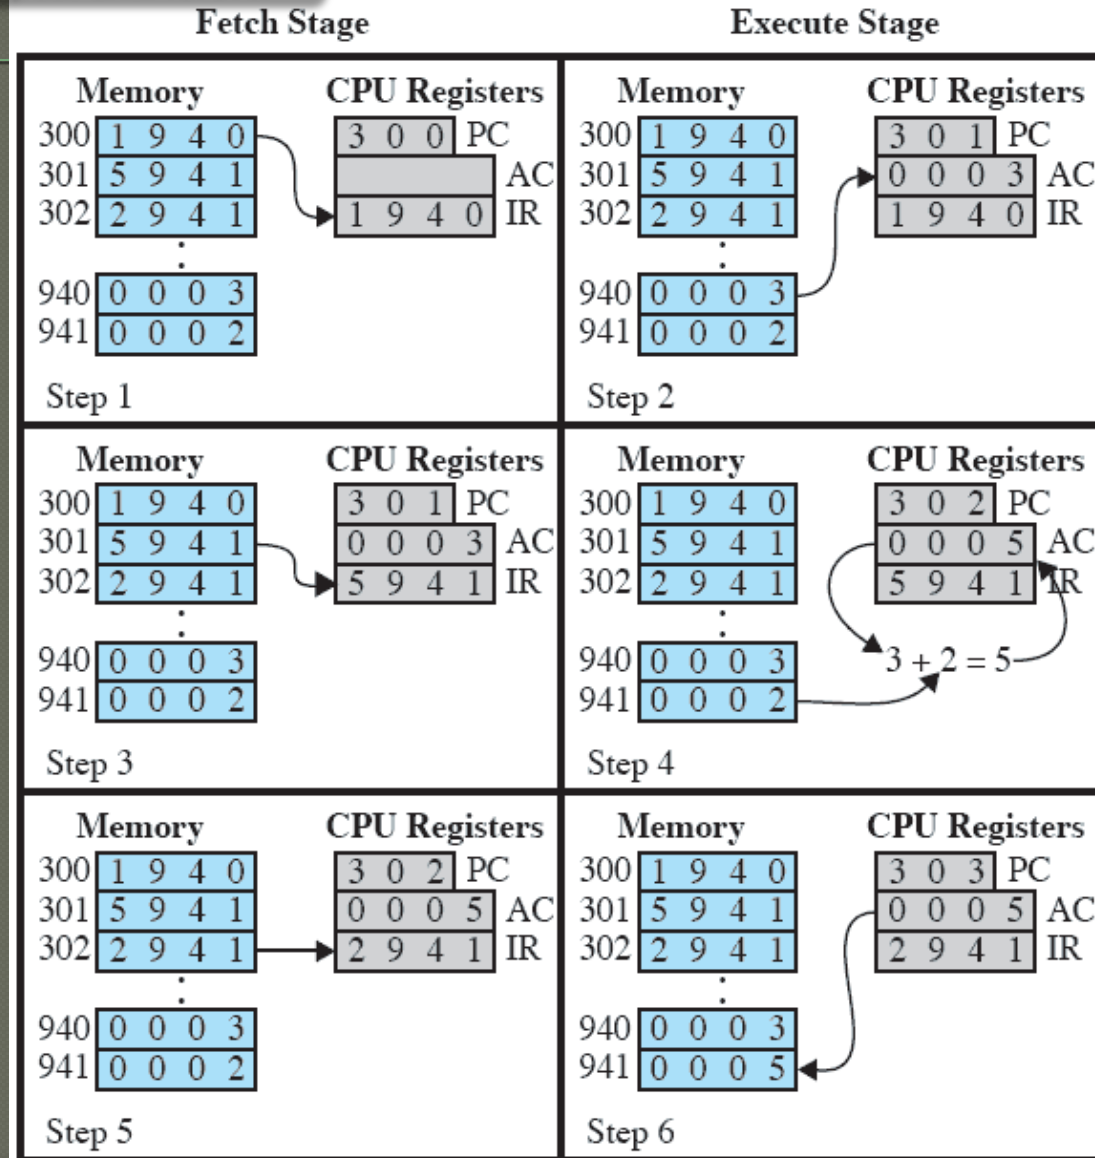 Fetch Stage
Execute Stage
Memory CPU Registers
300 1 9 4 0 3 0 0 PC
301 5 9 4 1 AC
302 2 9 4 1 1 9 4 0 IR
940 0 0 0 3
941 0 0 0 2
Step 1
Memory CPU Registers
300 1 9 4 0 3 0 1 PC
301 5 9 4 1 0 0 0 3 AC
302 2 9 4 1 1 9 4 0 IR
940 0 0 0 3
941 0 0 0 2
Step 2
Memory CPU Registers
300 1 9 4 0 3 0 1 PC
301 5 9 4 1 0 0 0 3 AC
302 2 9 4 1 5 9 4 1 IR
940 0 0 0 3
941 0 0 0 2
Step 3
Memory CPU Registers
300 1 9 4 0 3 0 2 PC
301 5 9 4 1 0 0 0 5 AC
302 2 9 4 1 5 9 4 1 IR
940 0 0 0 3 3 + 2 = 5
941 0 0 0 2
Step 4
Memory CPU Registers
300 1 9 4 0 3 0 2 PC
301 5 9 4 1 0 0 0 5 AC
302 2 9 4 1 2 9 4 1 IR
940 0 0 0 3
941 0 0 0 2
Step 5
Memory CPU Registers
300 1 9 4 0 3 0 3 PC
301 5 9 4 1 0 0 0 5 AC
302 2 9 4 1 2 9 4 1 IR
940 0 0 0 3
941 0 0 0 5
Step 6